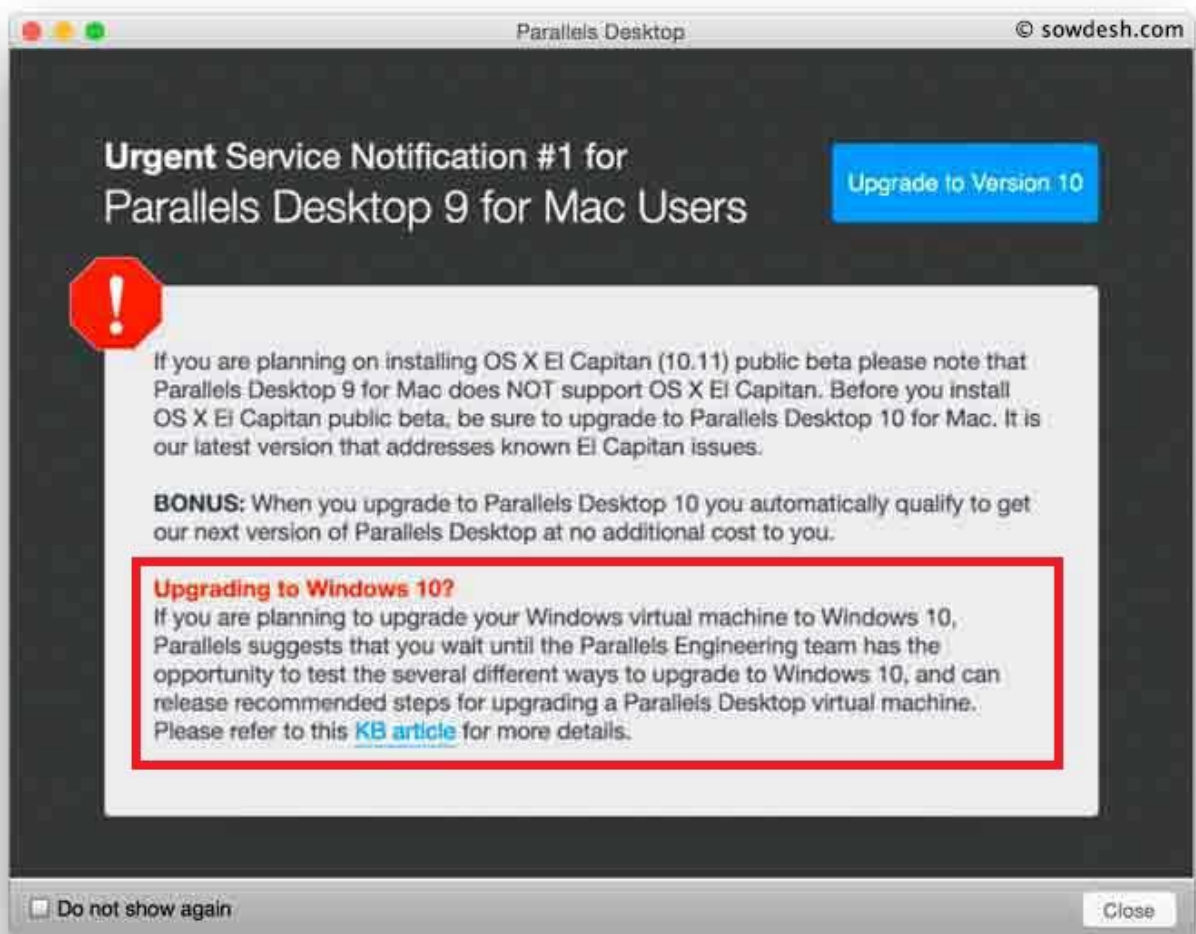 Parallels Desktop
© sowdesh.com
Urgent Service Notification #1 for
Parallels Desktop 9 for Mac Users
Upgrade to Version 10
!
If you are planning on installing OS X El Capitan (10.11) public beta please note that
Parallels Desktop 9 for Mac does NOT support OS X El Capitan. Before you install
OS X El Capitan public beta, be sure to upgrade to Parallels Desktop 10 for Mac. It is
our latest version that addresses known El Capitan issues.
BONUS: When you upgrade to Parallels Desktop 10 you automatically qualify to get
our next version of Parallels Desktop at no additional cost to you.
Upgrading to Windows 10?
If you are planning to upgrade your Windows virtual machine to Windows 10,
Parallels suggests that you wait until the Parallels Engineering team has the
opportunity to test the several different ways to upgrade to Windows 10, and can
release recommended steps for upgrading a Parallels Desktop virtual machine.
Please refer to this KB article for more details.
Do not show again
Close